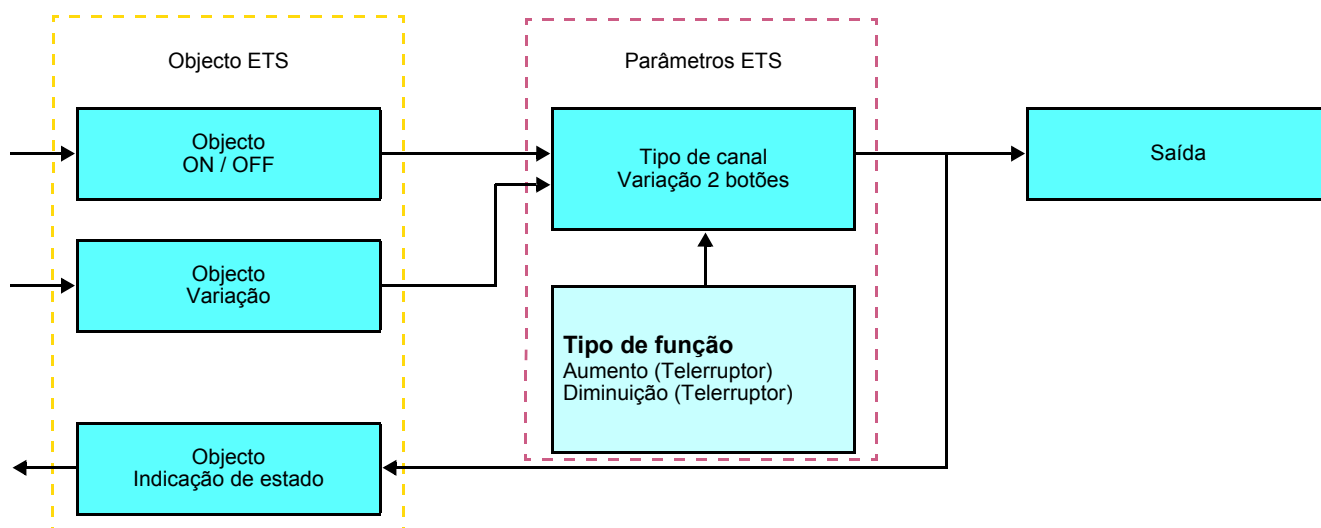 Objecto ETS
Parâmetros ETS
Objecto
ON / OFF
Tipo de canal
Variação 2 botões
Saída
Objecto
Variação
Tipo de função
Aumento (Telerruptor)
Diminuição (Telerruptor)
Objecto
Indicação de estado